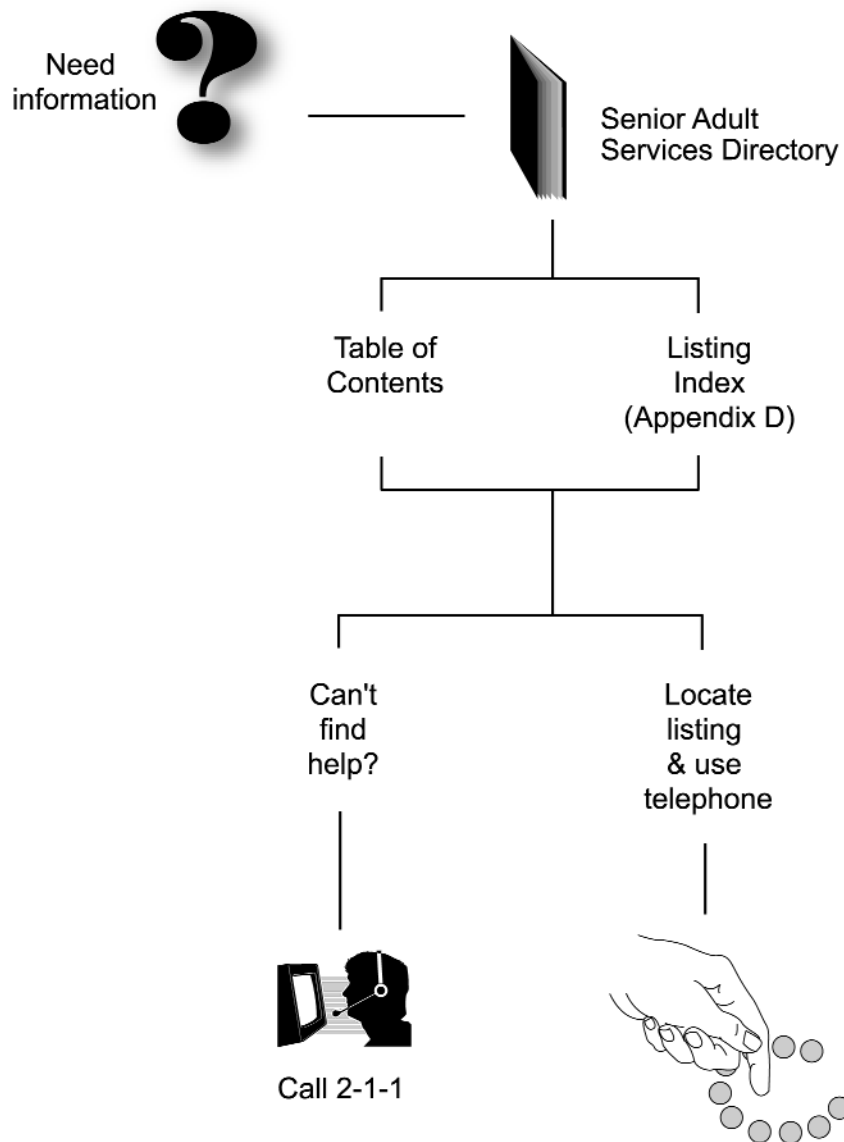 Need
information
Senior Adult
Services Directory
Table of
Contents
Listing
Index
(Appendix D)
Can't
find
help?
Locate
listing
& use
telephone
Call 2-1-1